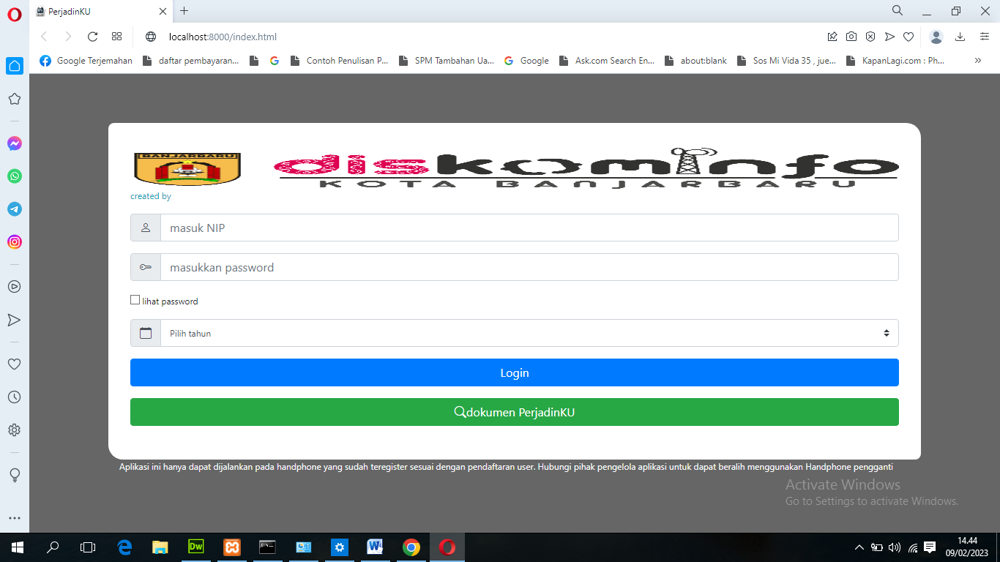 PerjadinKU
localhost:8000/index.html
Google Terjemahan
daftar pembayaran...
Contoh Penulisan P...
SPM Tambahan Ua...
Google
Ask.com Search En...
about:blank
Sos Mi Vida 35 , jue...
KapanLagi.com : Ph...
BANJARBARU
diskominfo
KOTA BANJARBARU
created by
masuk NIP
masukkan password
lihat password
Pilih tahun
Login
dokumen PerjadinKU
Aplikasi ini hanya dapat dijalankan pada handphone yang sudah teregister sesuai dengan pendaftaran user. Hubungi pihak pengelola aplikasi untuk dapat beralih menggunakan Handphone pengganti
Activate Windows
Go to Settings to activate Windows.
Dw
14.44
09/02/2023